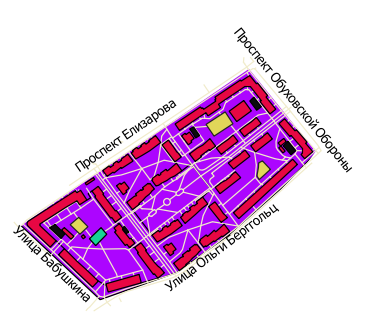 Проспект Обуховской Обороны
Проспект Елизарова
Улица Бабушкина
Улица Ольги Берггольц